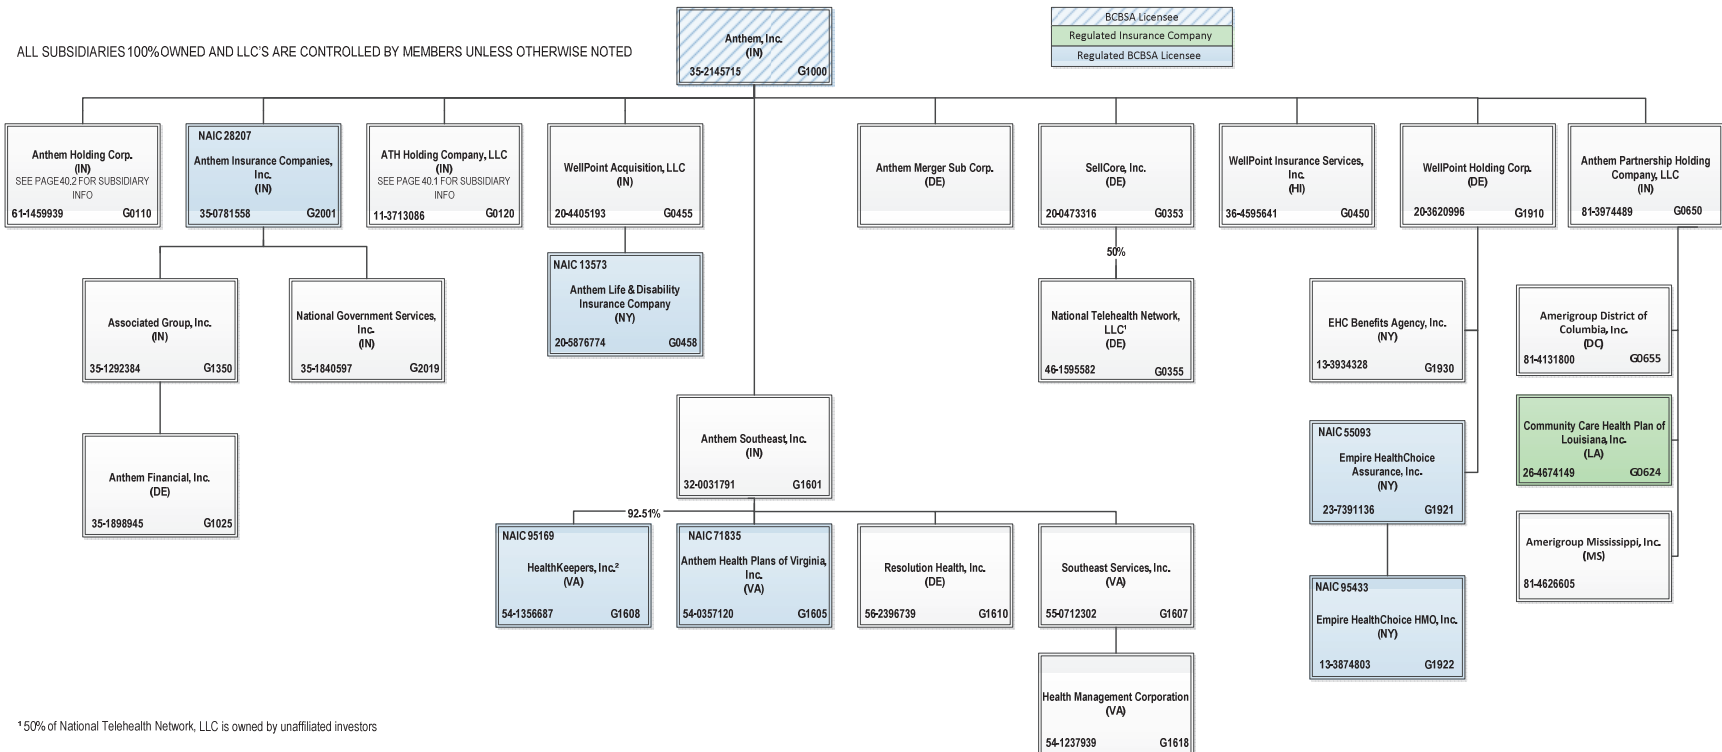 BCBSA Licensee
Regulated Insurance Company
Regulated BCBSA Licensee
ALL SUBSIDIARIES 100% OWNED AND LLC'S ARE CONTROLLED BY MEMBERS UNLESS OTHERWISE NOTED
Anthem, Inc.
(IN)
35-2145715 G1000
Anthem Holding Corp.
(IN)
SEE PAGE 40.2 FOR SUBSIDIARY
INFO
61-1459939 G0110
NAIC 28207
Anthem Insurance Companies,
Inc.
(IN)
35-0781558 G2001
ATH Holding Company, LLC
(IN)
SEE PAGE 40.1 FOR SUBSIDIARY
INFO
11-3713086 G0120
WellPoint Acquisition, LLC
(IN)
20-4405193 G0455
Anthem Merger Sub Corp.
(DE)
SellCore, Inc.
(DE)
20-0473316 G0353
WellPoint Insurance Services,
Inc.
(HI)
36-4595641 G0450
WellPoint Holding Corp.
(DE)
20-3620996 G1910
Anthem Partnership Holding
Company, LLC
(IN)
81-3974489 G0650
Associated Group, Inc.
(IN)
35-1292384 G1350
National Government Services,
Inc.
(IN)
35-1840597 G2019
NAIC 13573
Anthem Life & Disability
Insurance Company
(NY)
20-5876774 G0458
50%
National Telehealth Network,
LLC¹
(DE)
46-1595582 G0355
EHC Benefits Agency, Inc.
(NY)
13-3934328 G1930
Amerigroup District of
Columbia, Inc.
(DC)
81-4131800 G0655
Anthem Financial, Inc.
(DE)
35-1898945 G1025
Anthem Southeast, Inc.
(IN)
32-0031791 G1601
NAIC 55093
Empire HealthChoice
Assurance, Inc.
(NY)
23-7391136 G1921
Community Care Health Plan of
Louisiana, Inc.
(LA)
26-4674149 G0624
92.51%
NAIC 95169
HealthKeepers, Inc.²
(VA)
54-1356687 G1608
NAIC 71835
Anthem Health Plans of Virginia,
Inc.
(VA)
54-0357120 G1605
Resolution Health, Inc.
(DE)
56-2396739 G1610
Southeast Services, Inc.
(VA)
55-0712302 G1607
Amerigroup Mississippi, Inc.
(MS)
81-4626605
NAIC 95433
Empire HealthChoice HMO, Inc.
(NY)
13-3874803 G1922
Health Management Corporation
(VA)
54-1237939 G1618
¹ 50% of National Telehealth Network, LLC is owned by unaffiliated investors